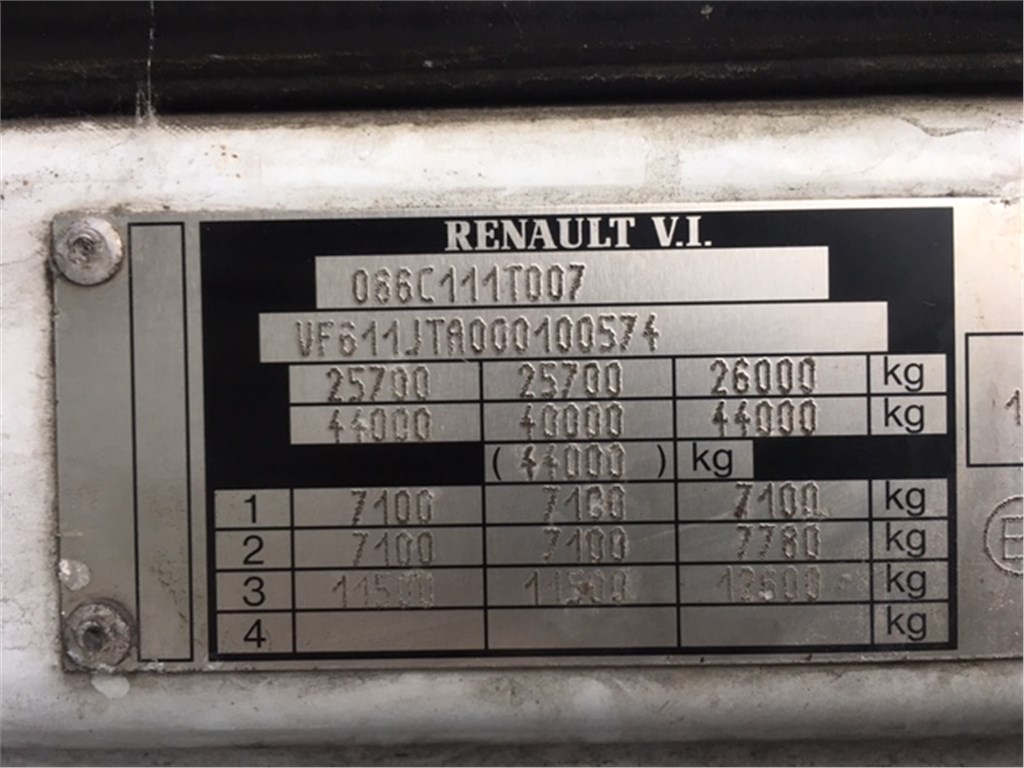 RENAULT V.I.
086C111T007
VF611JTA000100574
25700 25700 26000 kg
44000 40000 44000 kg
(44000) kg
1 7100 7100 7100 kg
2 7100 7100 7780 kg
3 11500 11500 12600 kg
4 kg